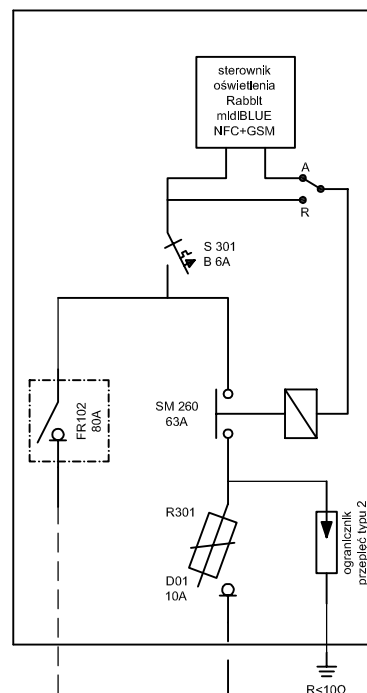 sterownik
oświetlenia
Rabbit
midiBLUE
NFC+GSM
A
R
S 301
B 6A
FR102
80A
SM 260
63A
R301
D01
10A
ogranicznik
przepięć typu 2
R<10Ω